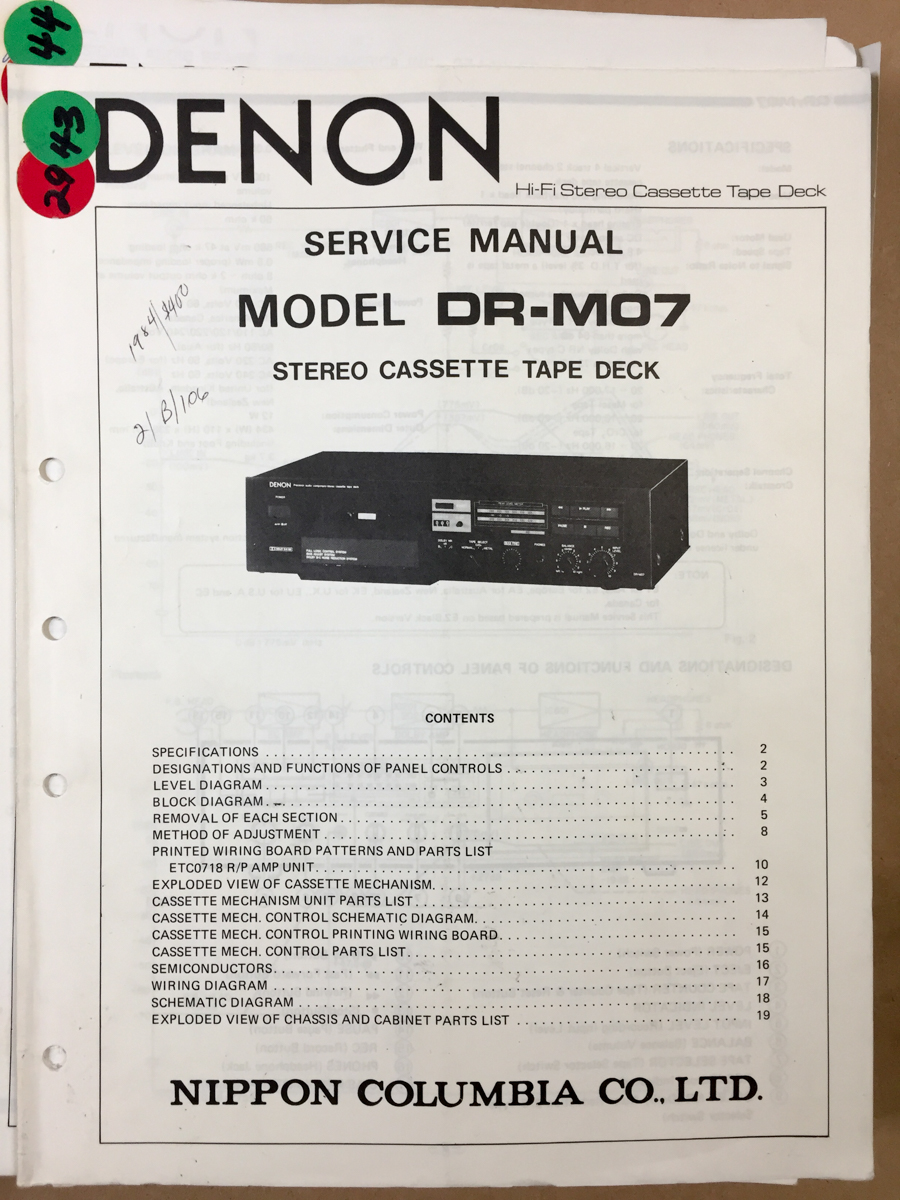 44
2943
DENON
Hi-Fi Stereo Cassette Tape Deck
SERVICE MANUAL
MODEL DR-M07
STEREO CASSETTE TAPE DECK
1984/$400
2/B/106
DENON
CONTENTS
SPECIFICATIONS 2
DESIGNATIONS AND FUNCTIONS OF PANEL CONTROLS 2
LEVEL DIAGRAM 3
BLOCK DIAGRAM 4
REMOVAL OF EACH SECTION 5
METHOD OF ADJUSTMENT 8
PRINTED WIRING BOARD PATTERNS AND PARTS LIST
ETC0718 R/P AMP UNIT 10
EXPLODED VIEW OF CASSETTE MECHANISM 12
CASSETTE MECHANISM UNIT PARTS LIST 13
CASSETTE MECH. CONTROL SCHEMATIC DIAGRAM 14
CASSETTE MECH. CONTROL PRINTING WIRING BOARD 15
CASSETTE MECH. CONTROL PARTS LIST 15
SEMICONDUCTORS 16
WIRING DIAGRAM 17
SCHEMATIC DIAGRAM 18
EXPLODED VIEW OF CHASSIS AND CABINET PARTS LIST 19
NIPPON COLUMBIA CO., LTD.